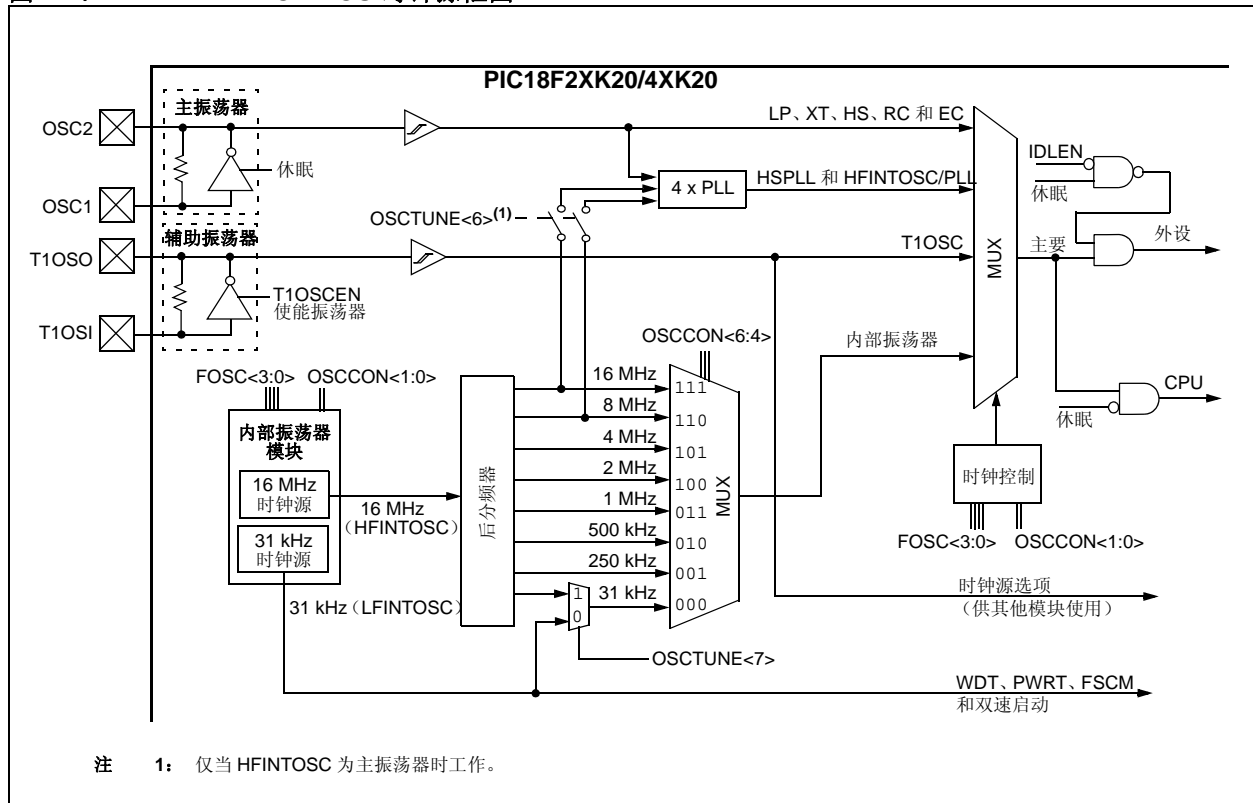 PIC18F2XK20/4XK20
主振荡器
OSC2
休眠
OSC1
LP、XT、HS、RC 和 EC
4 x PLL
HSPLL 和 HFINTOSC/PLL
OSCTUNE<6>(1)
辅助振荡器
T1OSO
T1OSCEN
使能振荡器
T1OSI
T1OSC
MUX
IDLEN
休眠
主要
外设
CPU
休眠
内部振荡器
时钟控制
FOSC<3:0>
OSCCON<1:0>
OSCCON<6:4>
FOSC<3:0>
OSCCON<1:0>
内部振荡器
模块
16 MHz
时钟源
31 kHz
时钟源
16 MHz
（HFINTOSC）
31 kHz（LFINTOSC）
后分频器
16 MHz
111
8 MHz
110
4 MHz
101
2 MHz
100
1 MHz
011
500 kHz
010
250 kHz
001
31 kHz
000
MUX
1
0
OSCTUNE<7>
时钟源选项
（供其他模块使用）
WDT、PWRT、FSCM
和双速启动
注 1： 仅当 HFINTOSC 为主振荡器时工作。